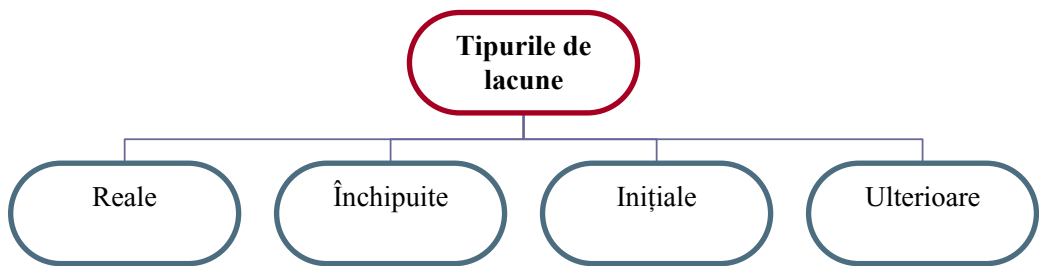 Tipurile de
lacune
Reale
Închipuite
Inițiale
Ulterioare